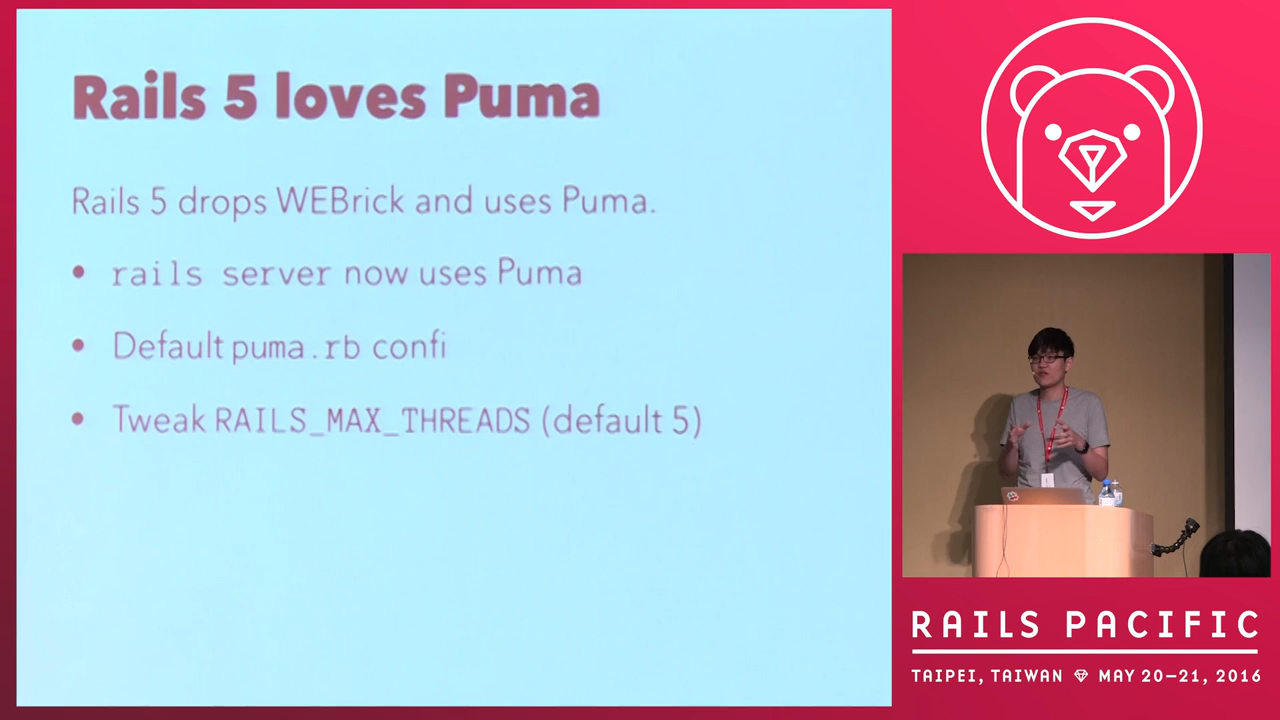 Rails 5 loves Puma
Rails 5 drops WEBrick and uses Puma.
• rails server now uses Puma
• Default puma.rb confi
• Tweak RAILS_MAX_THREADS (default 5)
RAILS PACIFIC
TAIPEI, TAIWAN MAY 20–21, 2016